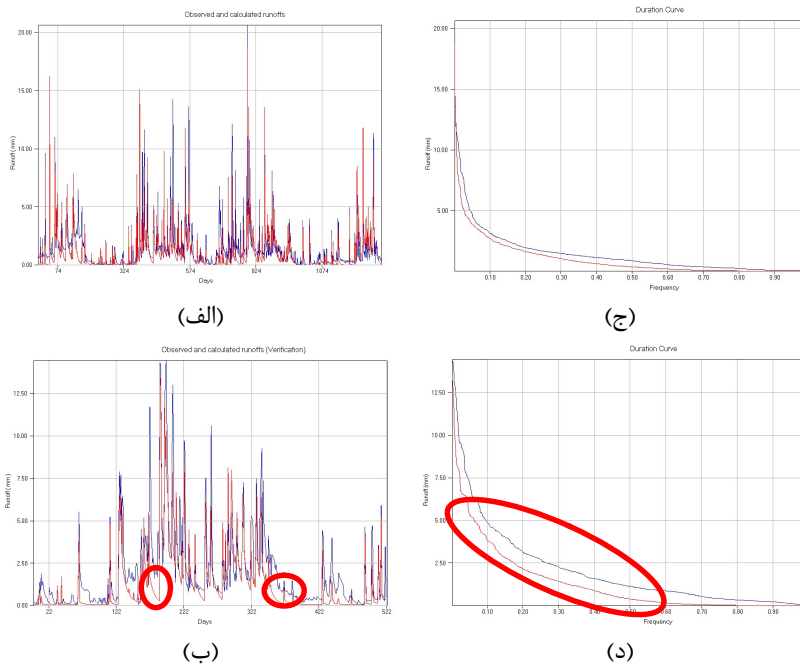 Observed and calculated runoffs
Runoff (mm)
20.00
15.00
10.00
5.00
0.00
74 324 574 824 1074
Days
(الف)
Duration Curve
Runoff (mm)
20.00
15.00
10.00
5.00
0.10 0.20 0.30 0.40 0.50 0.60 0.70 0.80 0.90
Frequency
(ج)
Observed and calculated runoffs (Verification)
Runoff (mm)
12.50
10.00
7.50
5.00
2.50
0.00
22 122 222 322 422 522
Days
(ب)
Duration Curve
Runoff (mm)
12.50
10.00
7.50
5.00
2.50
0.10 0.20 0.30 0.40 0.50 0.60 0.70 0.80 0.90
Frequency
(د)